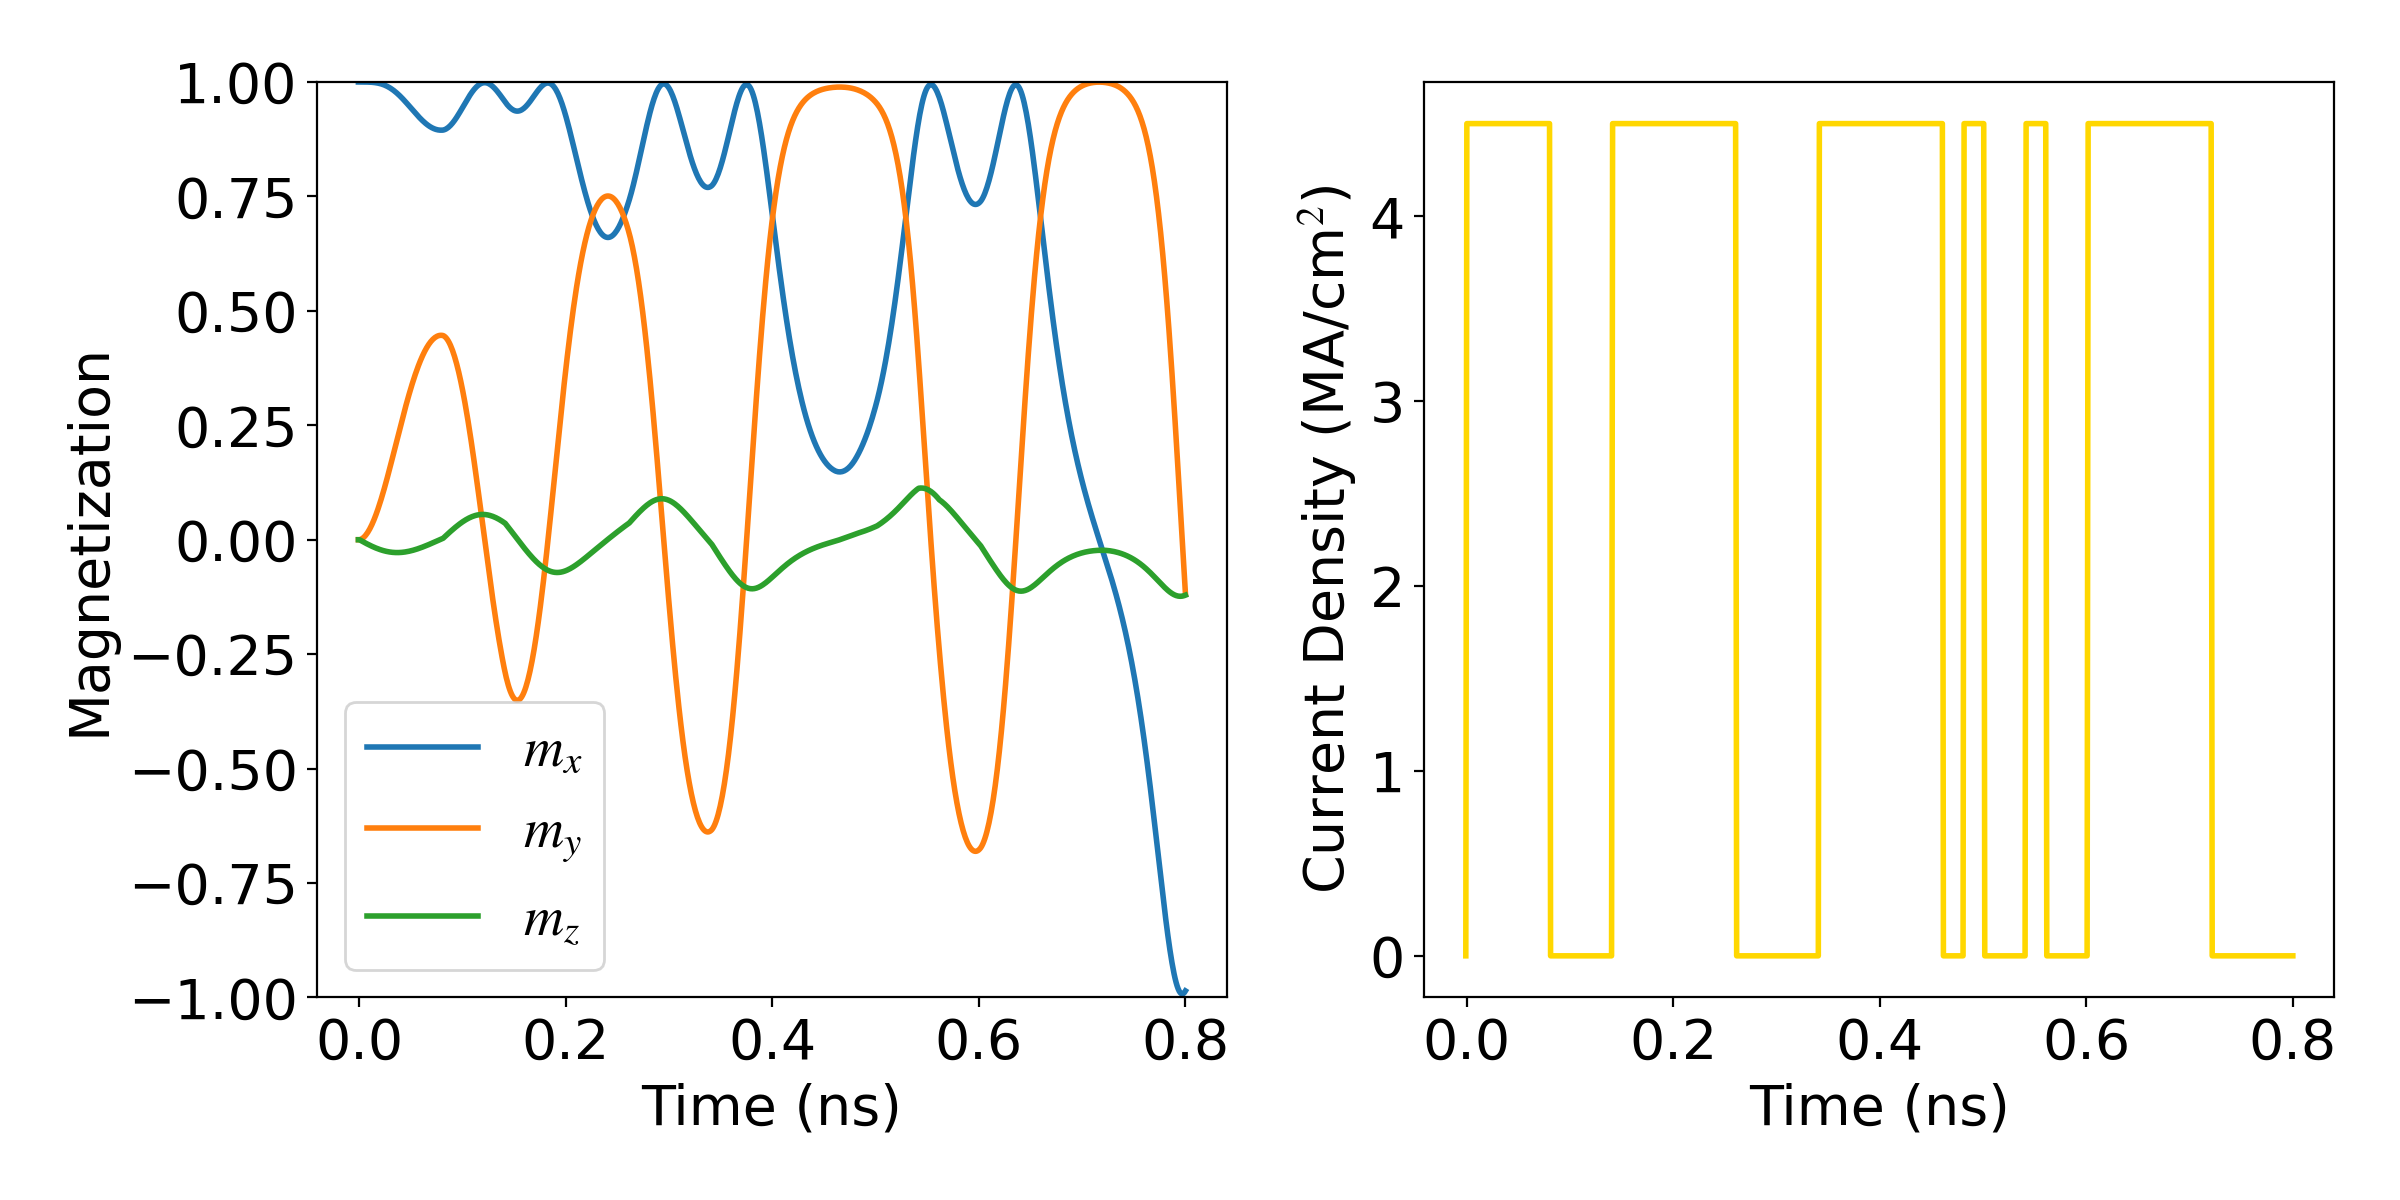 Magnetization
1.00
0.75
0.50
0.25
0.00
−0.25
−0.50
−0.75
−1.00
m_x
m_y
m_z
0.0 0.2 0.4 0.6 0.8
Time (ns)
Current Density (MA/cm²)
4
3
2
1
0
0.0 0.2 0.4 0.6 0.8
Time (ns)